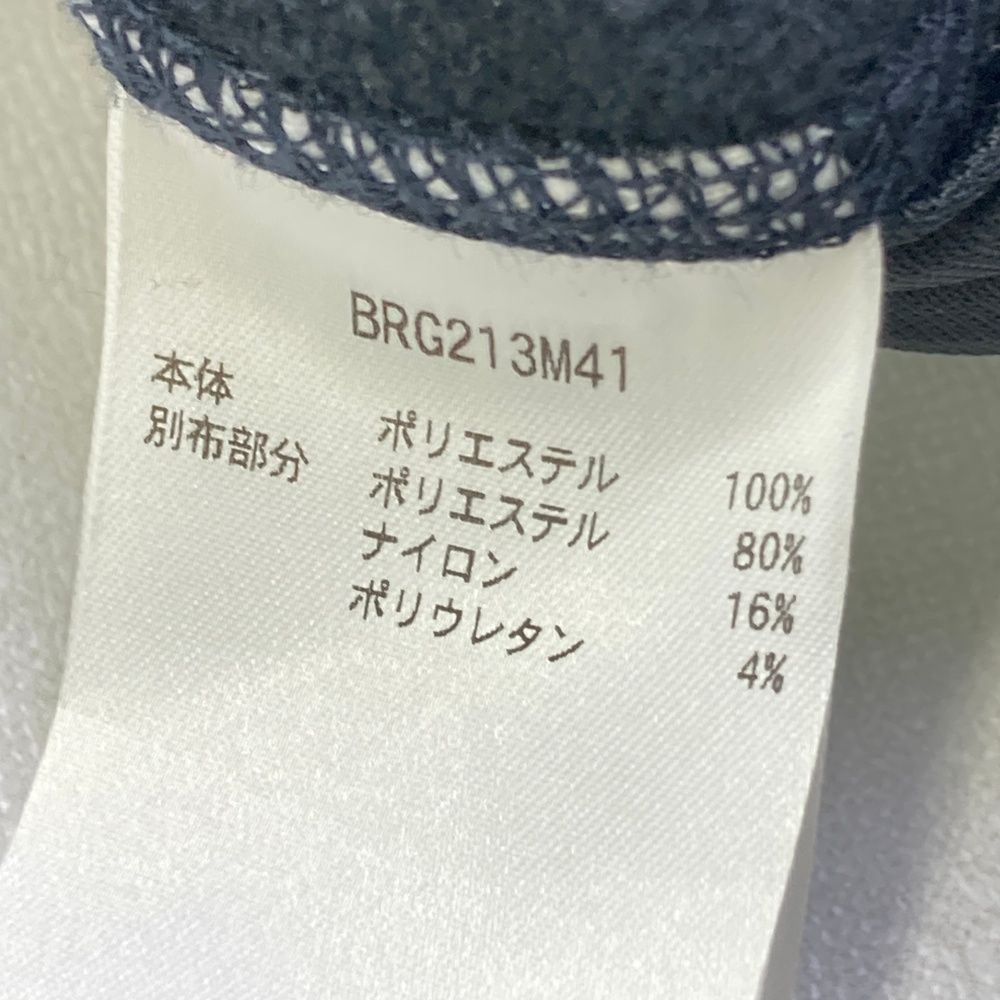 BRG213M41
本体 ポリエステル 100%
別布部分 ポリエステル 80%
ナイロン 16%
ポリウレタン 4%